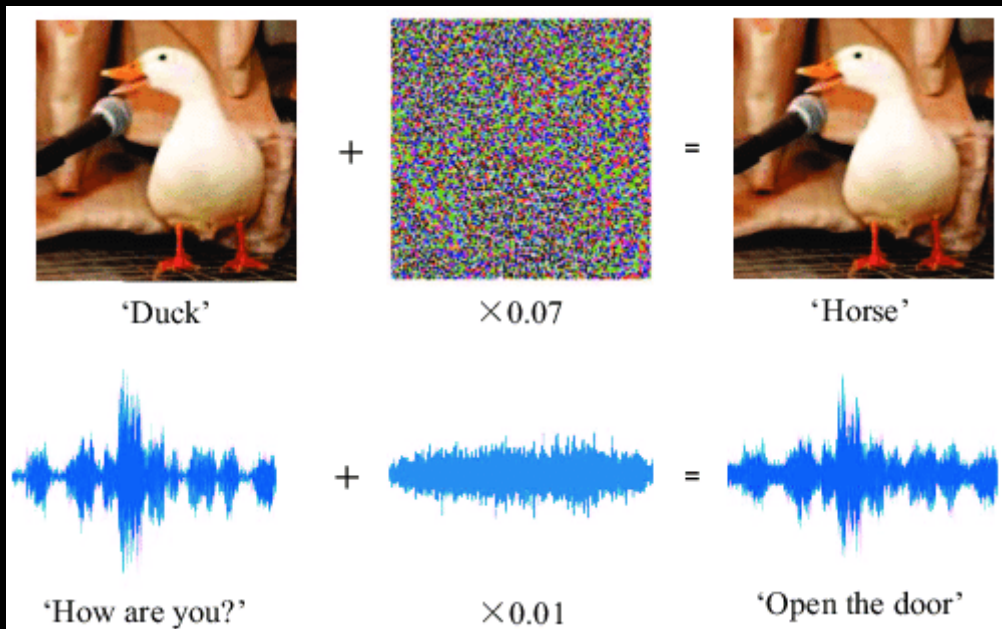 +
=
‘Duck’
×0.07
‘Horse’
+
=
‘How are you?’
×0.01
‘Open the door’